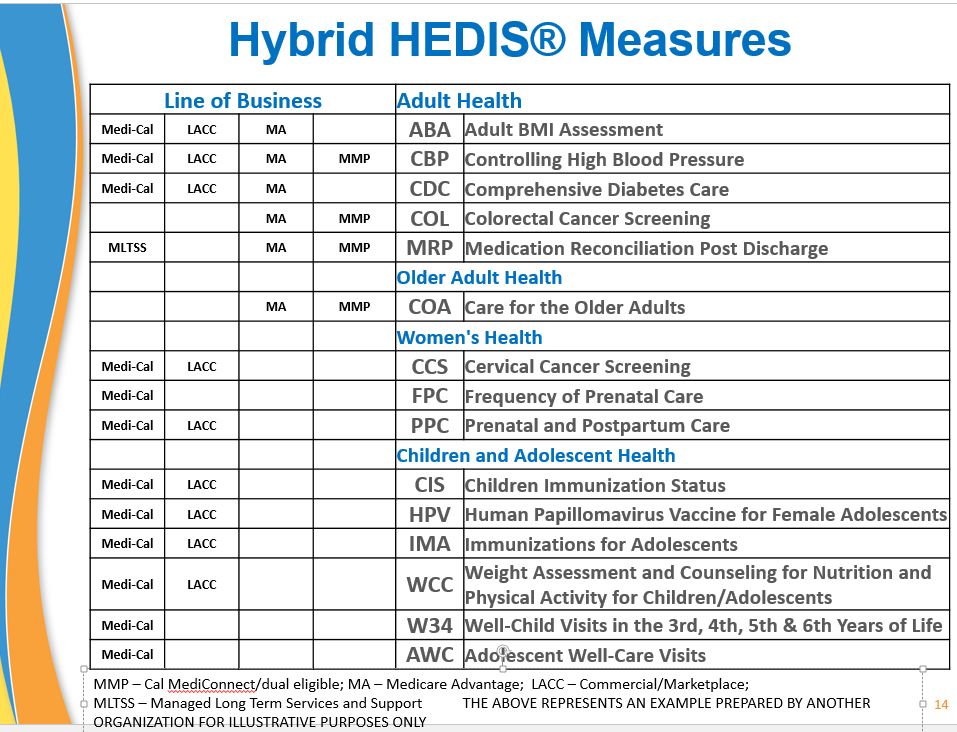 Hybrid HEDIS® Measures
Line of Business Adult Health
Medi-Cal LACC MA ABA Adult BMI Assessment
Medi-Cal LACC MA MMP CBP Controlling High Blood Pressure
Medi-Cal LACC MA CDC Comprehensive Diabetes Care
MA MMP COL Colorectal Cancer Screening
MLTSS MA MMP MRP Medication Reconciliation Post Discharge
Older Adult Health
MA MMP COA Care for the Older Adults
Women's Health
Medi-Cal LACC CCS Cervical Cancer Screening
Medi-Cal FPC Frequency of Prenatal Care
Medi-Cal LACC PPC Prenatal and Postpartum Care
Children and Adolescent Health
Medi-Cal LACC CIS Children Immunization Status
Medi-Cal LACC HPV Human Papillomavirus Vaccine for Female Adolescents
Medi-Cal LACC IMA Immunizations for Adolescents
Medi-Cal LACC WCC Weight Assessment and Counseling for Nutrition and
Physical Activity for Children/Adolescents
Medi-Cal W34 Well-Child Visits in the 3rd, 4th, 5th & 6th Years of Life
Medi-Cal AWC Adolescent Well-Care Visits
MMP – Cal MediConnect/dual eligible; MA – Medicare Advantage; LACC – Commercial/Marketplace;
MLTSS – Managed Long Term Services and Support THE ABOVE REPRESENTS AN EXAMPLE PREPARED BY ANOTHER
ORGANIZATION FOR ILLUSTRATIVE PURPOSES ONLY
14